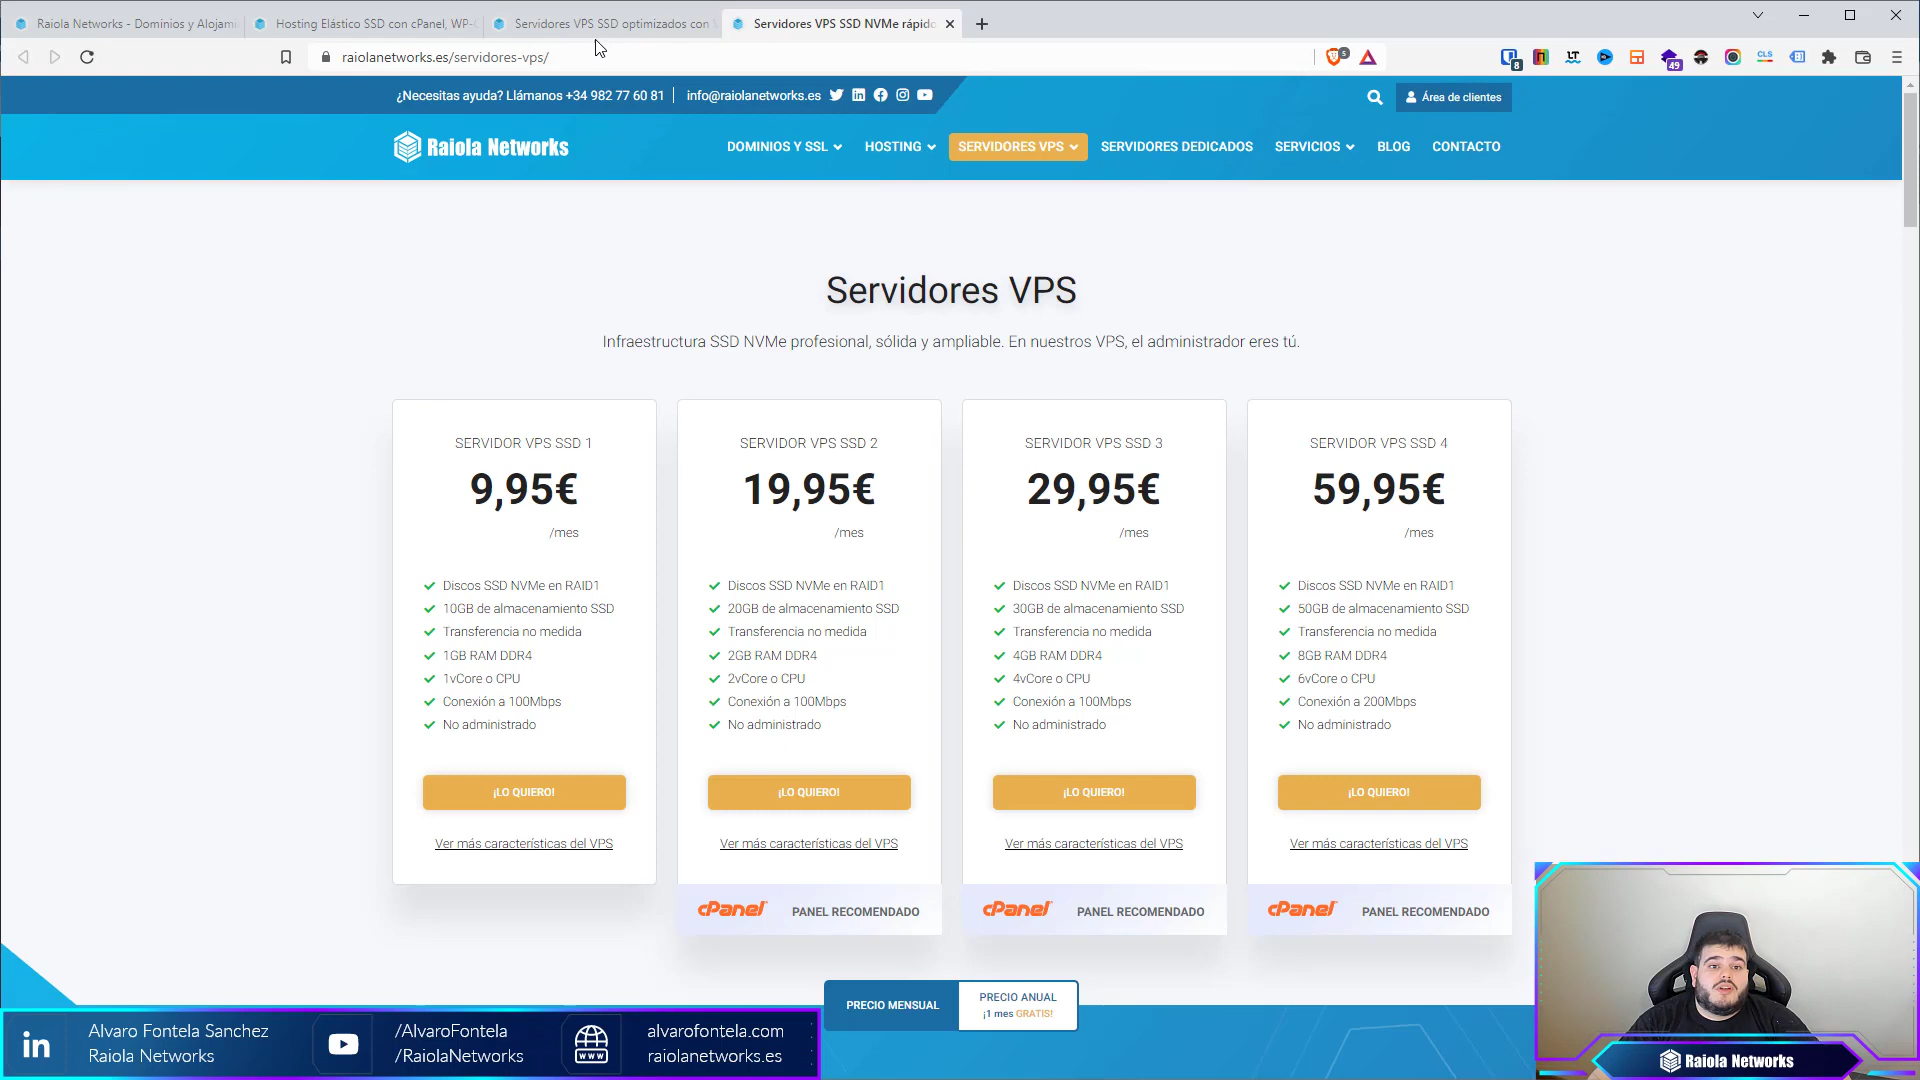 Raiola Networks - Dominios y Alojami
Hosting Elástico SSD con cPanel, WP-C
Servidores VPS SSD optimizados con
Servidores VPS SSD NVMe rápido
raiolanetworks.es/servidores-vps/
5
8
LT
49
CLS
¿Necesitas ayuda? Llámanos +34 982 77 60 81
info@raiolanetworks.es
Área de clientes
Raiola Networks
DOMINIOS Y SSL
HOSTING
SERVIDORES VPS
SERVIDORES DEDICADOS
SERVICIOS
BLOG
CONTACTO
Servidores VPS
Infraestructura SSD NVMe profesional, sólida y ampliable. En nuestros VPS, el administrador eres tú.
SERVIDOR VPS SSD 1
9,95€
/mes
Discos SSD NVMe en RAID1
10GB de almacenamiento SSD
Transferencia no medida
1GB RAM DDR4
1vCore o CPU
Conexión a 100Mbps
No administrado
¡LO QUIERO!
Ver más características del VPS
SERVIDOR VPS SSD 2
19,95€
/mes
Discos SSD NVMe en RAID1
20GB de almacenamiento SSD
Transferencia no medida
2GB RAM DDR4
2vCore o CPU
Conexión a 100Mbps
No administrado
¡LO QUIERO!
Ver más características del VPS
cPanel PANEL RECOMENDADO
SERVIDOR VPS SSD 3
29,95€
/mes
Discos SSD NVMe en RAID1
30GB de almacenamiento SSD
Transferencia no medida
4GB RAM DDR4
4vCore o CPU
Conexión a 100Mbps
No administrado
¡LO QUIERO!
Ver más características del VPS
cPanel PANEL RECOMENDADO
SERVIDOR VPS SSD 4
59,95€
/mes
Discos SSD NVMe en RAID1
50GB de almacenamiento SSD
Transferencia no medida
8GB RAM DDR4
6vCore o CPU
Conexión a 200Mbps
No administrado
¡LO QUIERO!
Ver más características del VPS
cPanel PANEL RECOMENDADO
PRECIO MENSUAL
PRECIO ANUAL
¡1 mes GRATIS!
in
Alvaro Fontela Sanchez
Raiola Networks
/AlvaroFontela
/RaiolaNetworks
www
alvarofontela.com
raiolanetworks.es
Raiola Networks